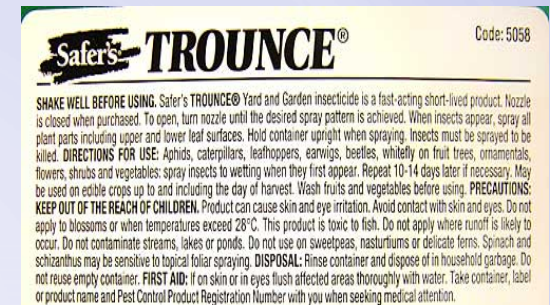 Safer's TROUNCE® Code: 5058
SHAKE WELL BEFORE USING. Safer's TROUNCE® Yard and Garden insecticide is a fast-acting short-lived product. Nozzle
is closed when purchased. To open, turn nozzle until the desired spray pattern is achieved. When insects appear, spray all
plant parts including upper and lower leaf surfaces. Hold container upright when spraying. Insects must be sprayed to be
killed. DIRECTIONS FOR USE: Aphids, caterpillars, leafhoppers, earwigs, beetles, whitefly on fruit trees, ornamentals,
flowers, shrubs and vegetables: spray insects to wetting when they first appear. Repeat 10-14 days later if necessary. May
be used on edible crops up to and including the day of harvest. Wash fruits and vegetables before using. PRECAUTIONS:
KEEP OUT OF THE REACH OF CHILDREN. Product can cause skin and eye irritation. Avoid contact with skin and eyes. Do not
apply to blossoms or when temperatures exceed 28°C. This product is toxic to fish. Do not apply where runoff is likely to
occur. Do not contaminate streams, lakes or ponds. Do not use on sweetpeas, nasturtiums or delicate ferns. Spinach and
schizanthus may be sensitive to topical foliar spraying. DISPOSAL: Rinse container and dispose of in household garbage. Do
not reuse empty container. FIRST AID: If on skin or in eyes flush affected areas thoroughly with water. Take container, label
or product name and Pest Control Product Registration Number with you when seeking medical attention.